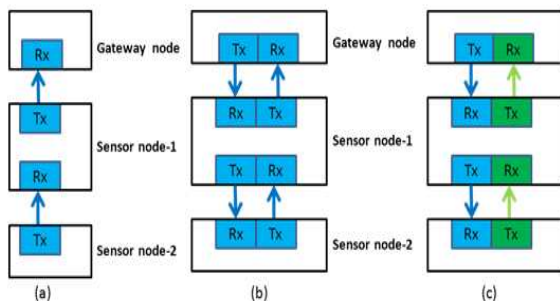 Rx
Gateway node
Tx
Sensor node-1
Rx
Tx
Sensor node-2
(a)
Tx Rx
Gateway node
Rx Tx
Sensor node-1
Tx Rx
Rx Tx
Sensor node-2
(b)
Tx Rx
Rx Tx
Tx Rx
Rx Tx
(c)